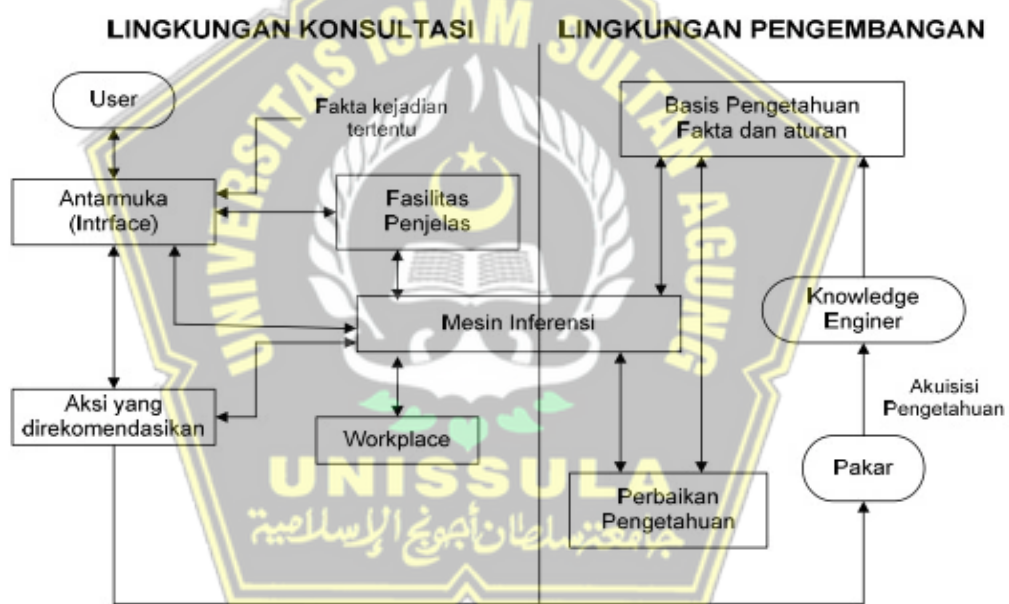 LINGKUNGAN KONSULTASI
LINGKUNGAN PENGEMBANGAN
User
Fakta kejadian
tertentu
Basis Pengetahuan
Fakta dan aturan
Antarmuka
(Intrface)
Fasilitas
Penjelas
Mesin Inferensi
Knowledge
Enginer
Aksi yang
direkomendasikan
Workplace
Akuisisi
Pengetahuan
Pakar
Perbaikan
Pengetahuan
UNIVERSITAS ISLAM SULTAN AGUNG
UNISSULA
جامعة سلطان أجونج الإسلامية